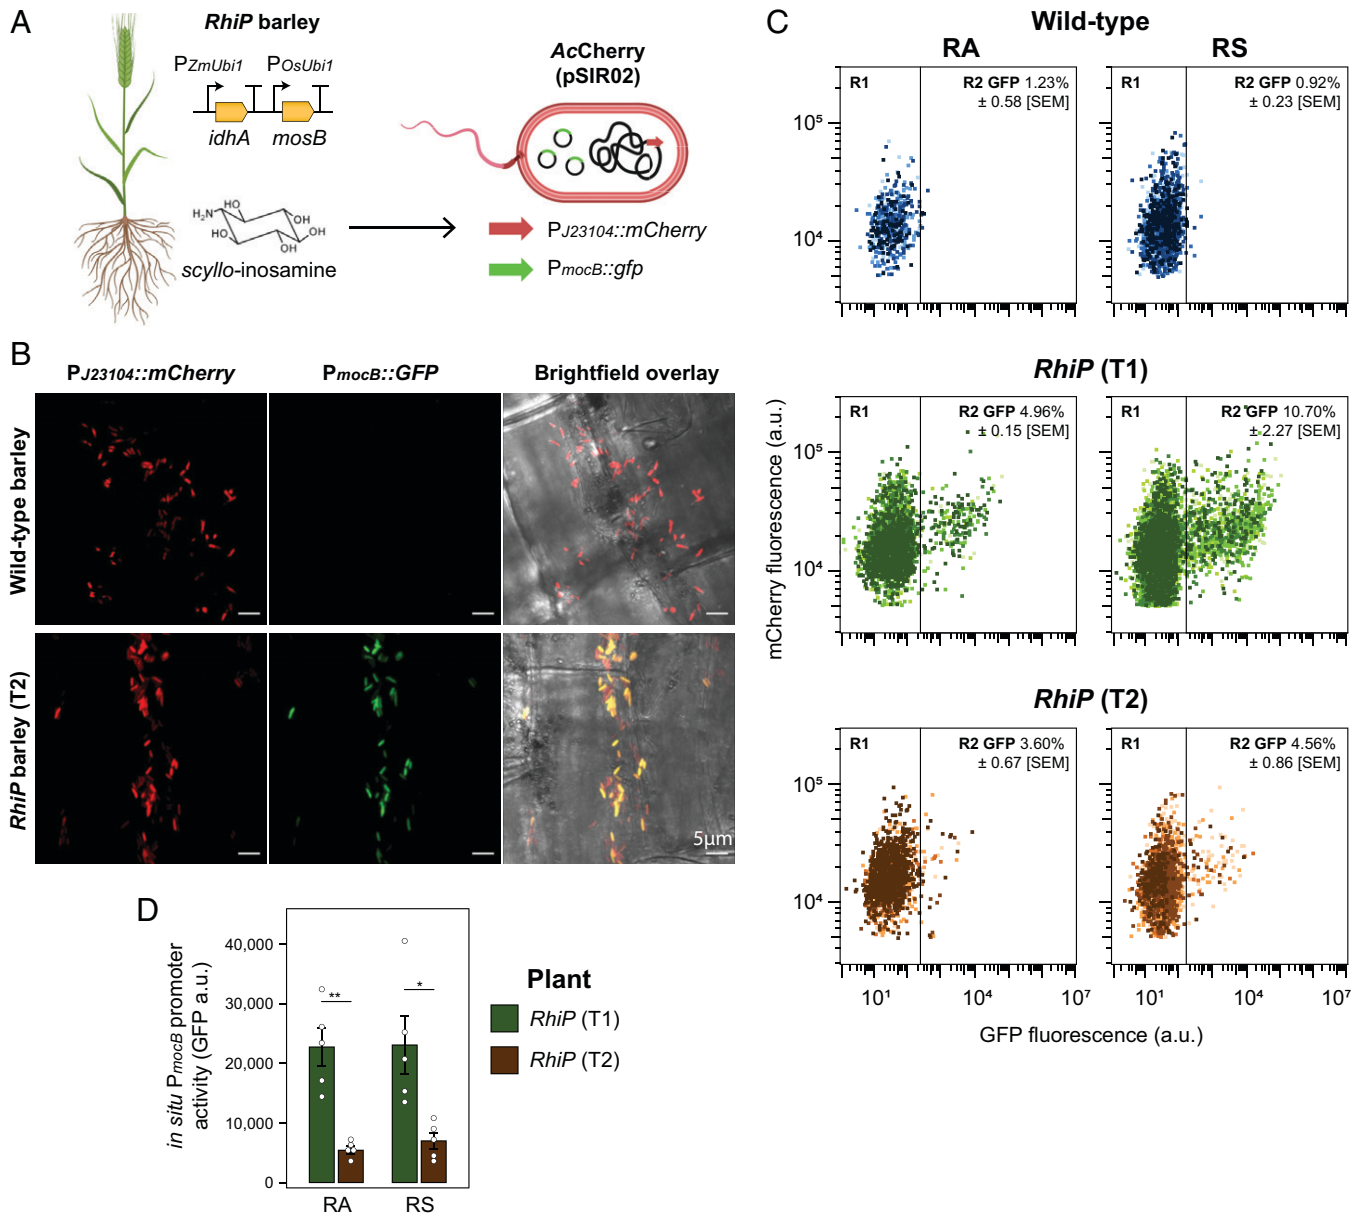 A
RhiP barley
PZmUbi1 POsUbi1
idhA mosB
H2N
HO
OH
HO
OH
OH
scyllo-inosamine
AcCherry
(pSIR02)
PJ23104::mCherry
PmocB::gfp
B
PJ23104::mCherry PmocB::GFP Brightfield overlay
Wild-type barley
RhiP barley (T2)
5µm
C
Wild-type
RA RS
R1 R2 GFP 1.23%
± 0.58 [SEM]
R1 R2 GFP 0.92%
± 0.23 [SEM]
10⁵
10⁴
RhiP (T1)
R1 R2 GFP 4.96%
± 0.15 [SEM]
R1 R2 GFP 10.70%
± 2.27 [SEM]
10⁵
10⁴
mCherry fluorescence (a.u.)
RhiP (T2)
R1 R2 GFP 3.60%
± 0.67 [SEM]
R1 R2 GFP 4.56%
± 0.86 [SEM]
10⁵
10⁴
10¹ 10⁴ 10⁷ 10¹ 10⁴ 10⁷
GFP fluorescence (a.u.)
D
in situ PmocB promoter
activity (GFP a.u.)
40,000
30,000
20,000
10,000
0
** *
RA RS
Plant
RhiP (T1)
RhiP (T2)